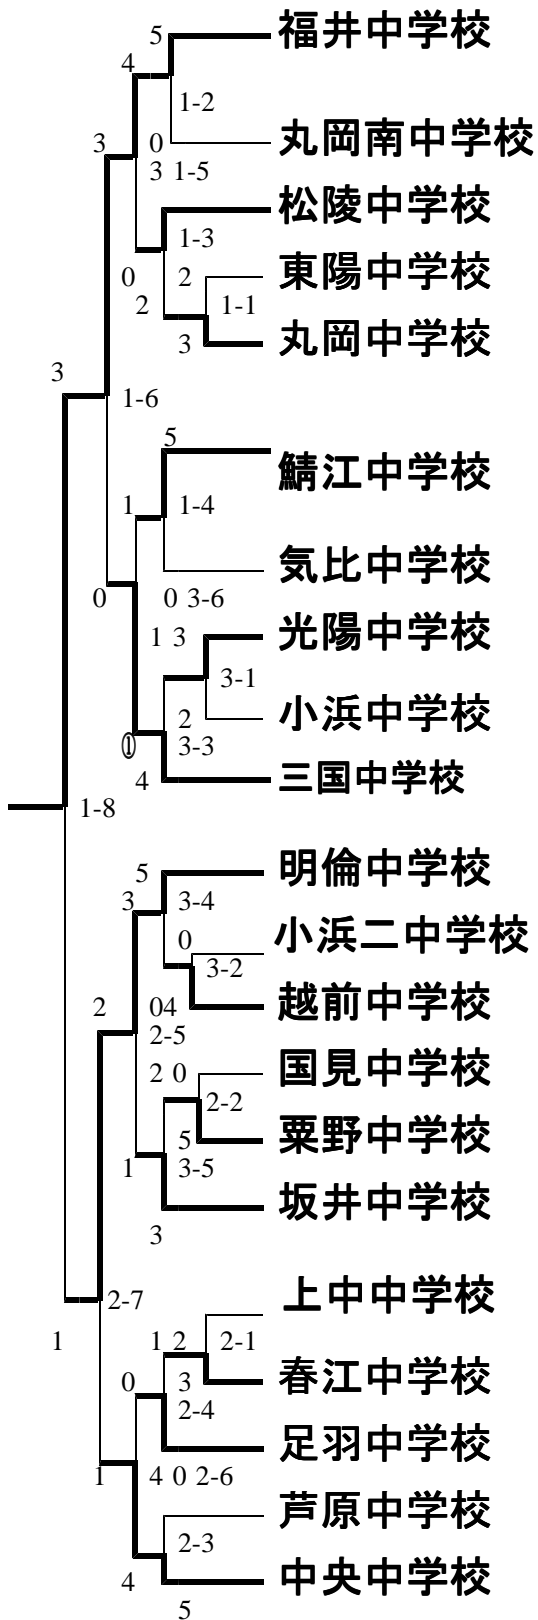 5 福井中学校
4
1-2
3 0 丸岡南中学校
3 1-5
松陵中学校
1-3
0 2 東陽中学校
2 1-1
3 丸岡中学校
3
1-6
5
鯖江中学校
1 1-4
気比中学校
0 0 3-6
1 3 光陽中学校
3-1
2 小浜中学校
① 3-3
4 三国中学校
1-8
5 明倫中学校
3 3-4
0 小浜二中学校
3-2
2 04 越前中学校
2-5
2 0 国見中学校
2-2
5 粟野中学校
1 3-5
坂井中学校
3
上中中学校
2-7
1 1 2 2-1
0 3 春江中学校
2-4
足羽中学校
1 4 0 2-6
芦原中学校
2-3
4 中央中学校
5